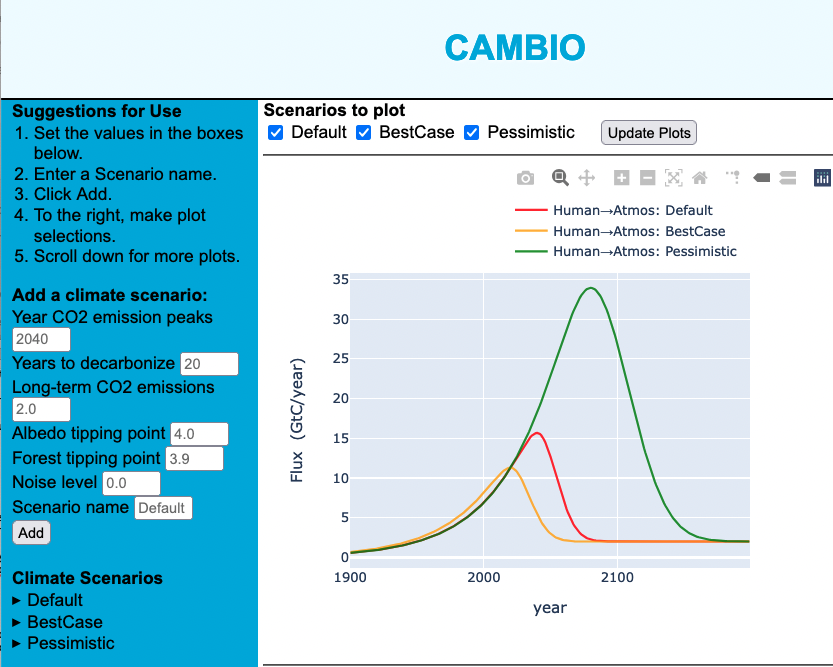 CAMBIO
Suggestions for Use
1. Set the values in the boxes
below.
2. Enter a Scenario name.
3. Click Add.
4. To the right, make plot
selections.
5. Scroll down for more plots.
Add a climate scenario:
Year CO2 emission peaks
2040
Years to decarbonize 20
Long-term CO2 emissions
2.0
Albedo tipping point 4.0
Forest tipping point 3.9
Noise level 0.0
Scenario name Default
Add
Climate Scenarios
▸ Default
▸ BestCase
▸ Pessimistic
Scenarios to plot
Default BestCase Pessimistic Update Plots
Human→Atmos: Default
Human→Atmos: BestCase
Human→Atmos: Pessimistic
35
30
25
20
15
10
5
0
Flux (GtC/year)
1900 2000 2100
year